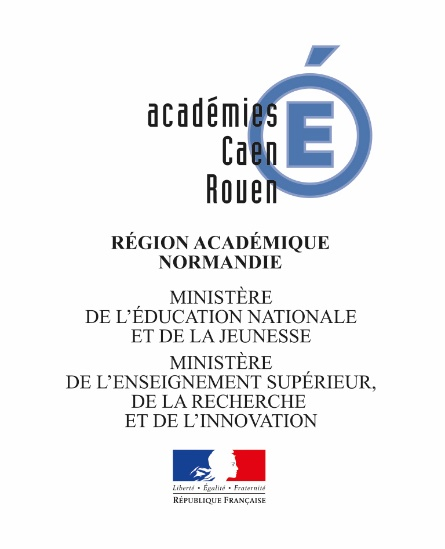 académies
Caen
Rouen
É
RÉGION ACADÉMIQUE
NORMANDIE
MINISTÈRE
DE L'ÉDUCATION NATIONALE
ET DE LA JEUNESSE
MINISTÈRE
DE L'ENSEIGNEMENT SUPÉRIEUR,
DE LA RECHERCHE
ET DE L'INNOVATION
Liberté • Égalité • Fraternité
RÉPUBLIQUE FRANÇAISE